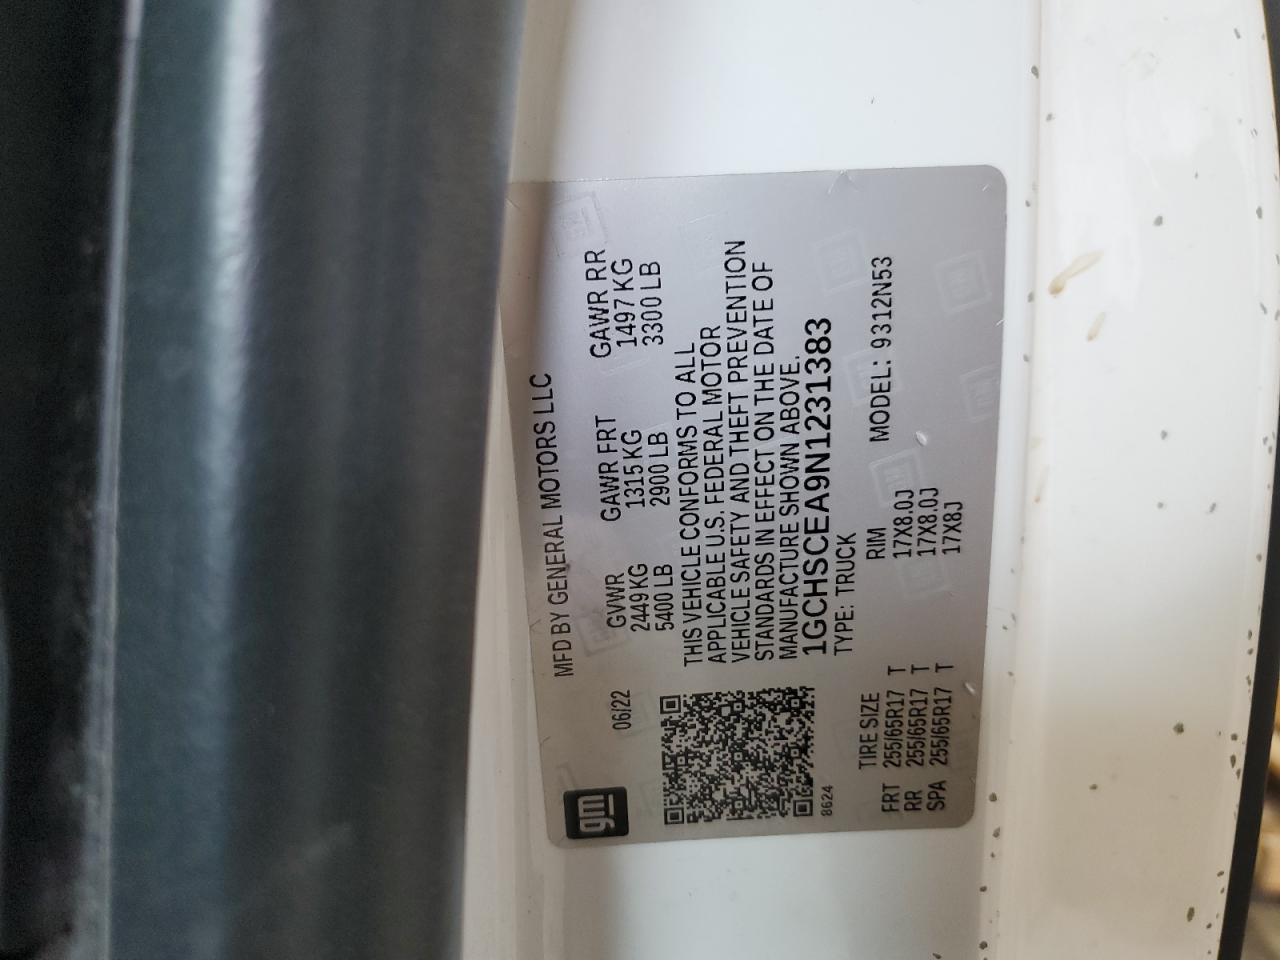 MFD BY GENERAL MOTORS LLC
06/22
GVWR GAWR FRT GAWR RR
2449 KG 1315 KG 1497 KG
5400 LB 2900 LB 3300 LB
THIS VEHICLE CONFORMS TO ALL
APPLICABLE U.S. FEDERAL MOTOR
VEHICLE SAFETY AND THEFT PREVENTION
STANDARDS IN EFFECT ON THE DATE OF
MANUFACTURE SHOWN ABOVE.
1GCHSCEA9N1231383
TYPE: TRUCK
8624
TIRE SIZE RIM MODEL: 9312N53
FRT 255/65R17 T 17X8.0J
RR 255/65R17 T 17X8.0J
SPA 255/65R17 T 17X8J
gm